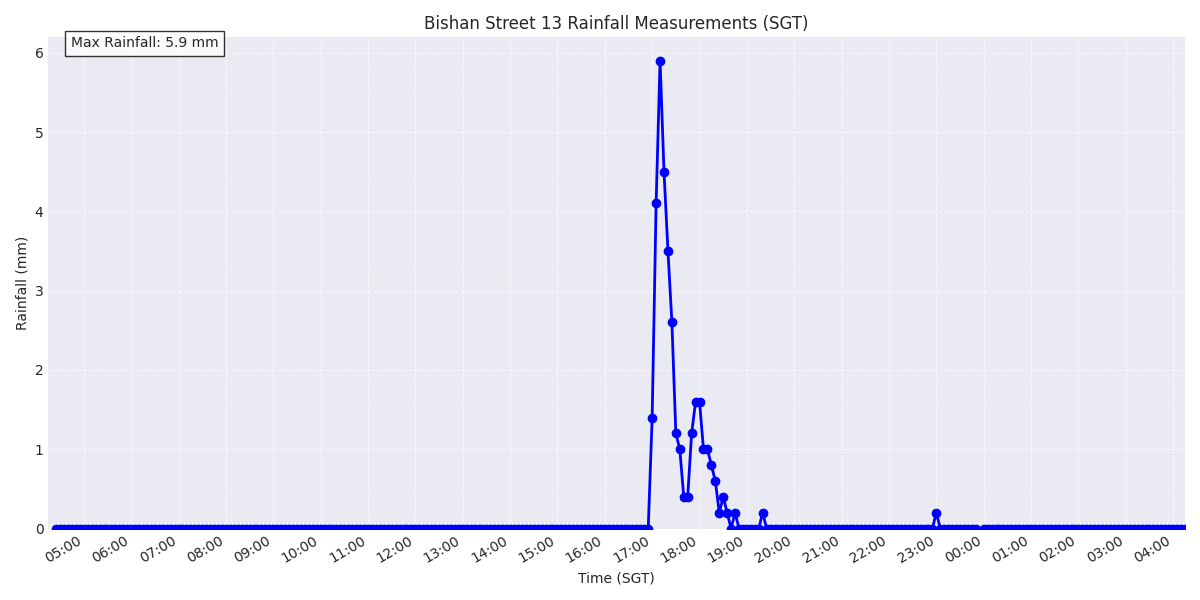 Bishan Street 13 Rainfall Measurements (SGT)
Max Rainfall: 5.9 mm
6
5
4
3
2
1
0
Rainfall (mm)
05:00 06:00 07:00 08:00 09:00 10:00 11:00 12:00 13:00 14:00 15:00 16:00 17:00 18:00 19:00 20:00 21:00 22:00 23:00 00:00 01:00 02:00 03:00 04:00
Time (SGT)